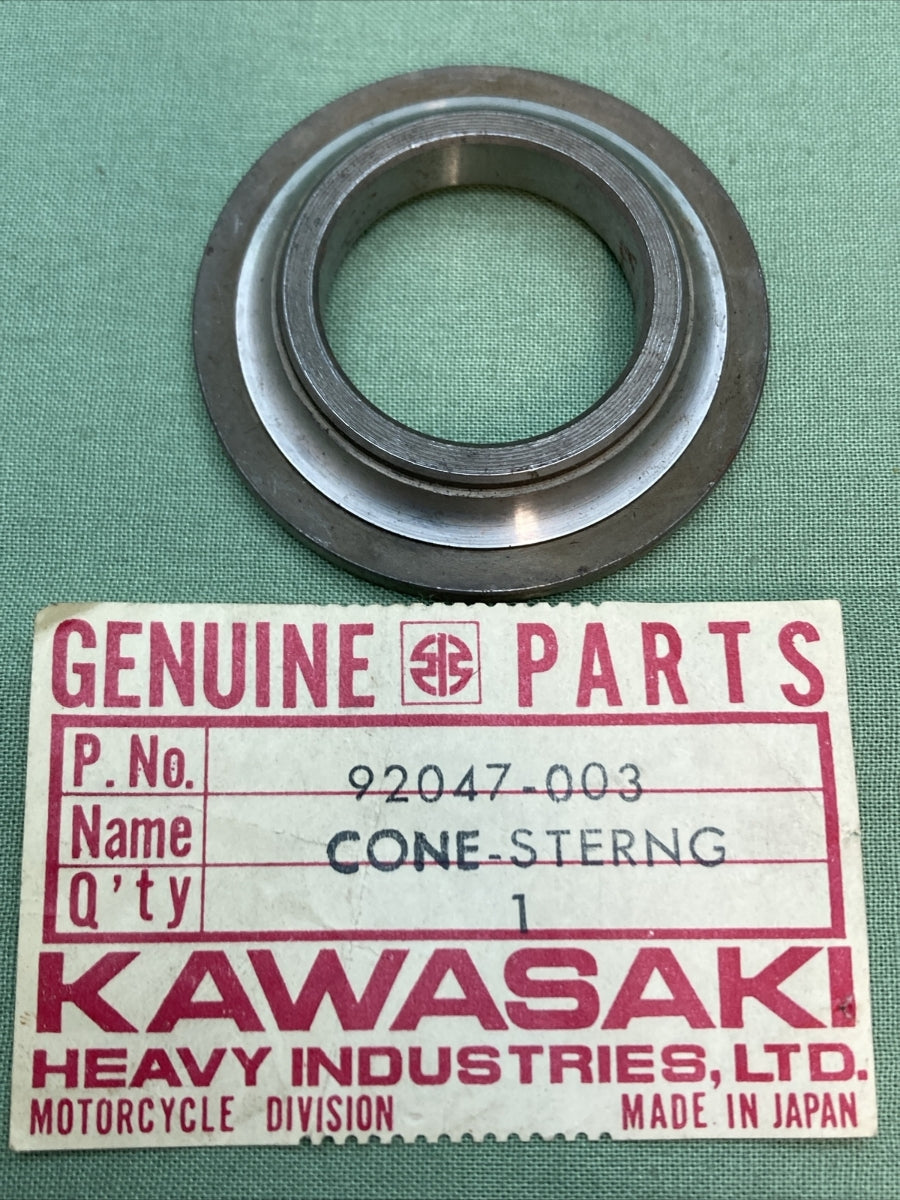 GENUINE PARTS
P. No. 92047-003
Name CONE-STERNG
Q'ty 1
KAWASAKI
HEAVY INDUSTRIES, LTD.
MOTORCYCLE DIVISION MADE IN JAPAN